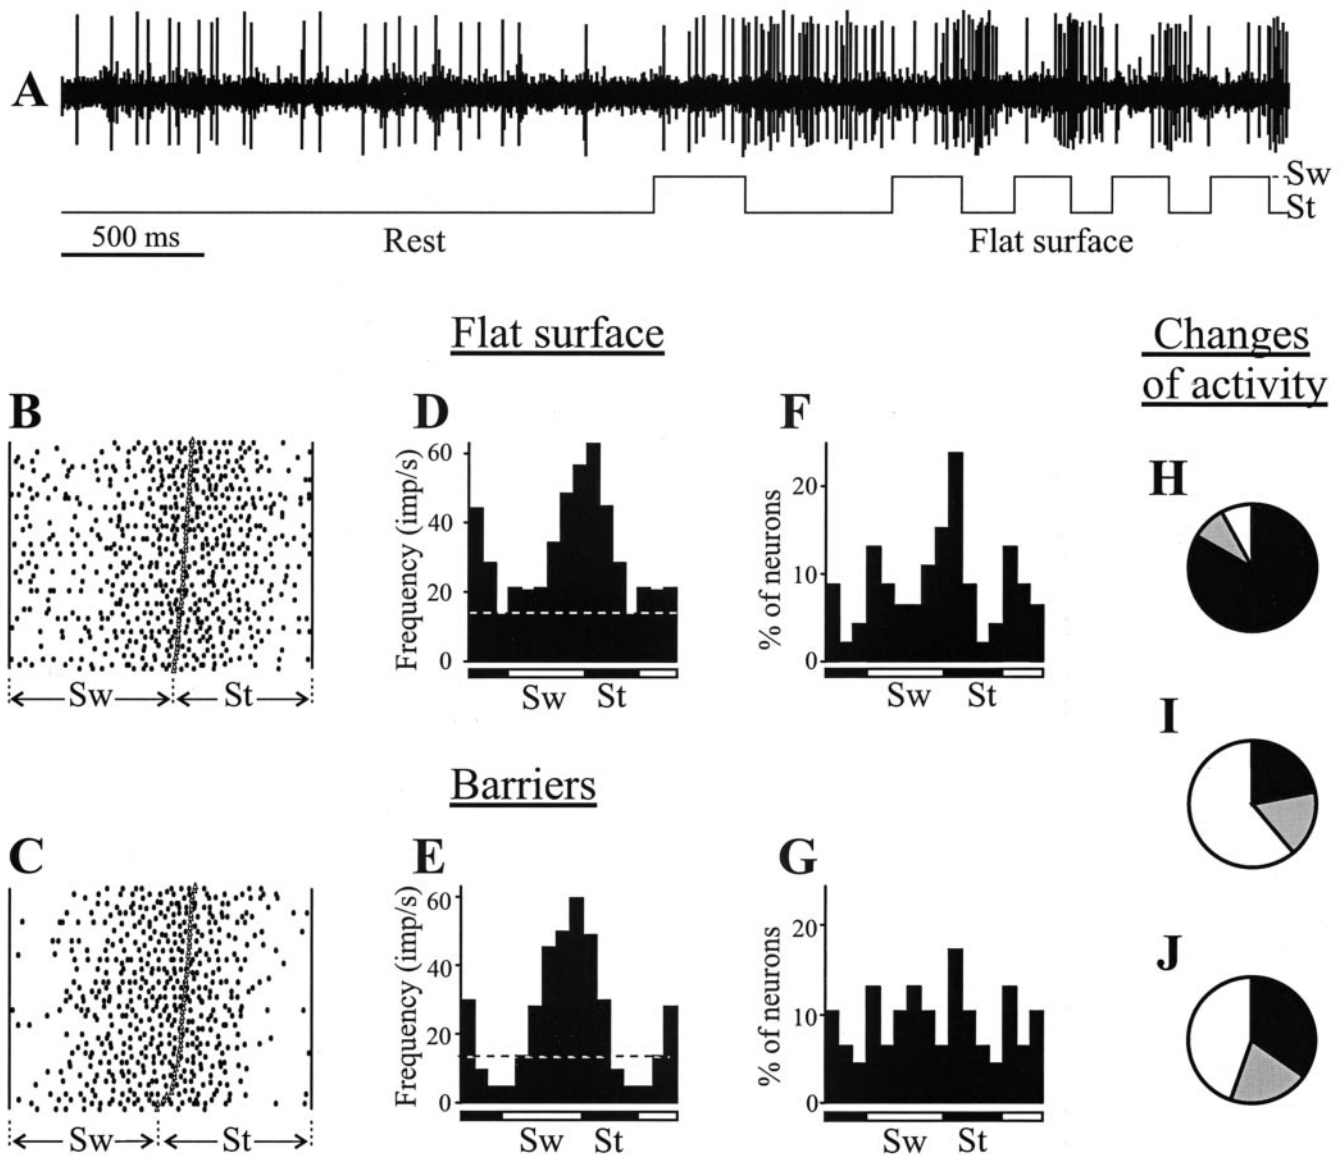 A
Sw
St
500 ms
Rest
Flat surface
Flat surface
Changes
of activity
B
Sw
St
D
Frequency (imp/s)
60
40
20
0
Sw
St
F
% of neurons
20
10
0
Sw
St
H
I
Barriers
C
Sw
St
E
Frequency (imp/s)
60
40
20
0
Sw
St
G
% of neurons
20
10
0
Sw
St
J